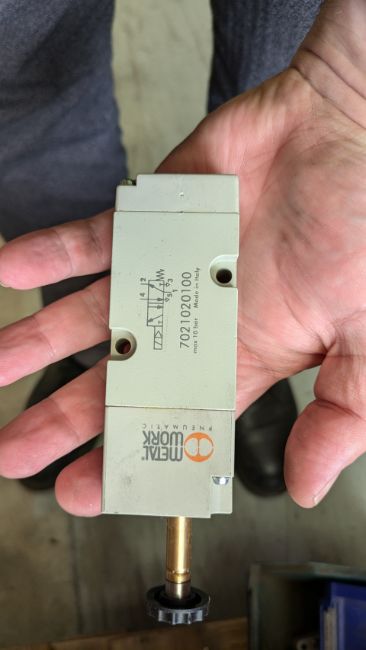 4 2
5 3
1
7021020100
max 10 bar Made in Italy
METAL®
WORK
PNEUMATIC